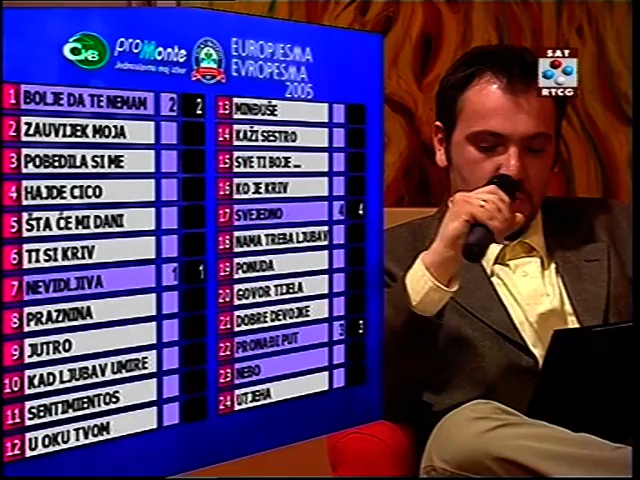 CKB proMonte EUROPJESMA
Jednostavno moj izbor EVROPESMA
2005
1 BOLJE DA TE NEMAM 2 2
2 ZAUVIJEK MOJA
3 POBEDILA SI ME
4 HAJDE CICO
5 ŠTA ĆE MI DANI
6 TI SI KRIV
7 NEVIDLJIVA 1 1
8 PRAZNINA
9 JUTRO
10 KAD LJUBAV UMIRE
11 SENTIMIENTOS
12 U OKU TVOM
13 MINĐUŠE
14 KAŽI SESTRO
15 SVE TI BOJE ...
16 KO JE KRIV
17 SVEJEDNO 4 4
18 NAMA TREBA LJUBAV
19 PONUDA
20 GOVOR TIJELA
21 DOBRE DEVOJKE
22 PRONAĐI PUT 3 3
23 NEBO
24 UTJEHA
SAT
RTCG